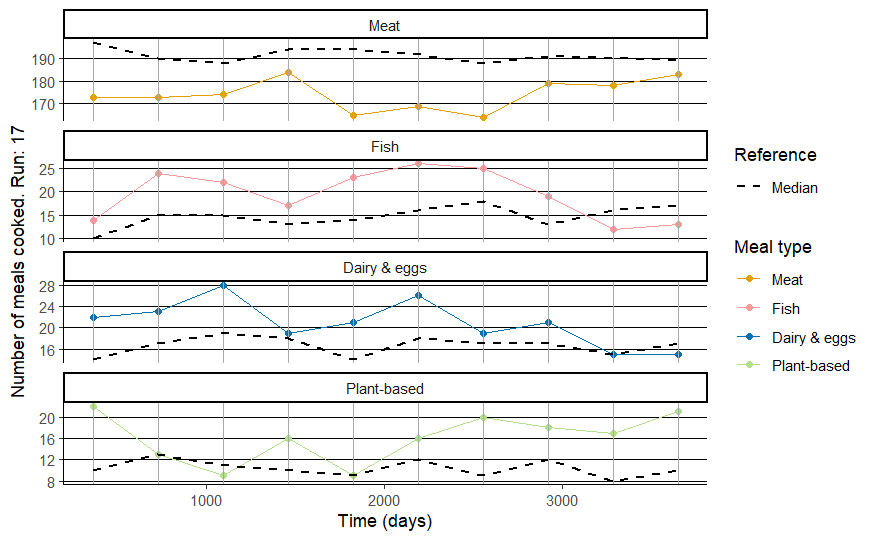 Number of meals cooked. Run: 17
Meat
190
180
170
Fish
25
20
15
10
Dairy & eggs
28
24
20
16
Plant-based
20
16
12
8
1000 2000 3000
Time (days)
Reference
Median
Meal type
Meat
Fish
Dairy & eggs
Plant-based